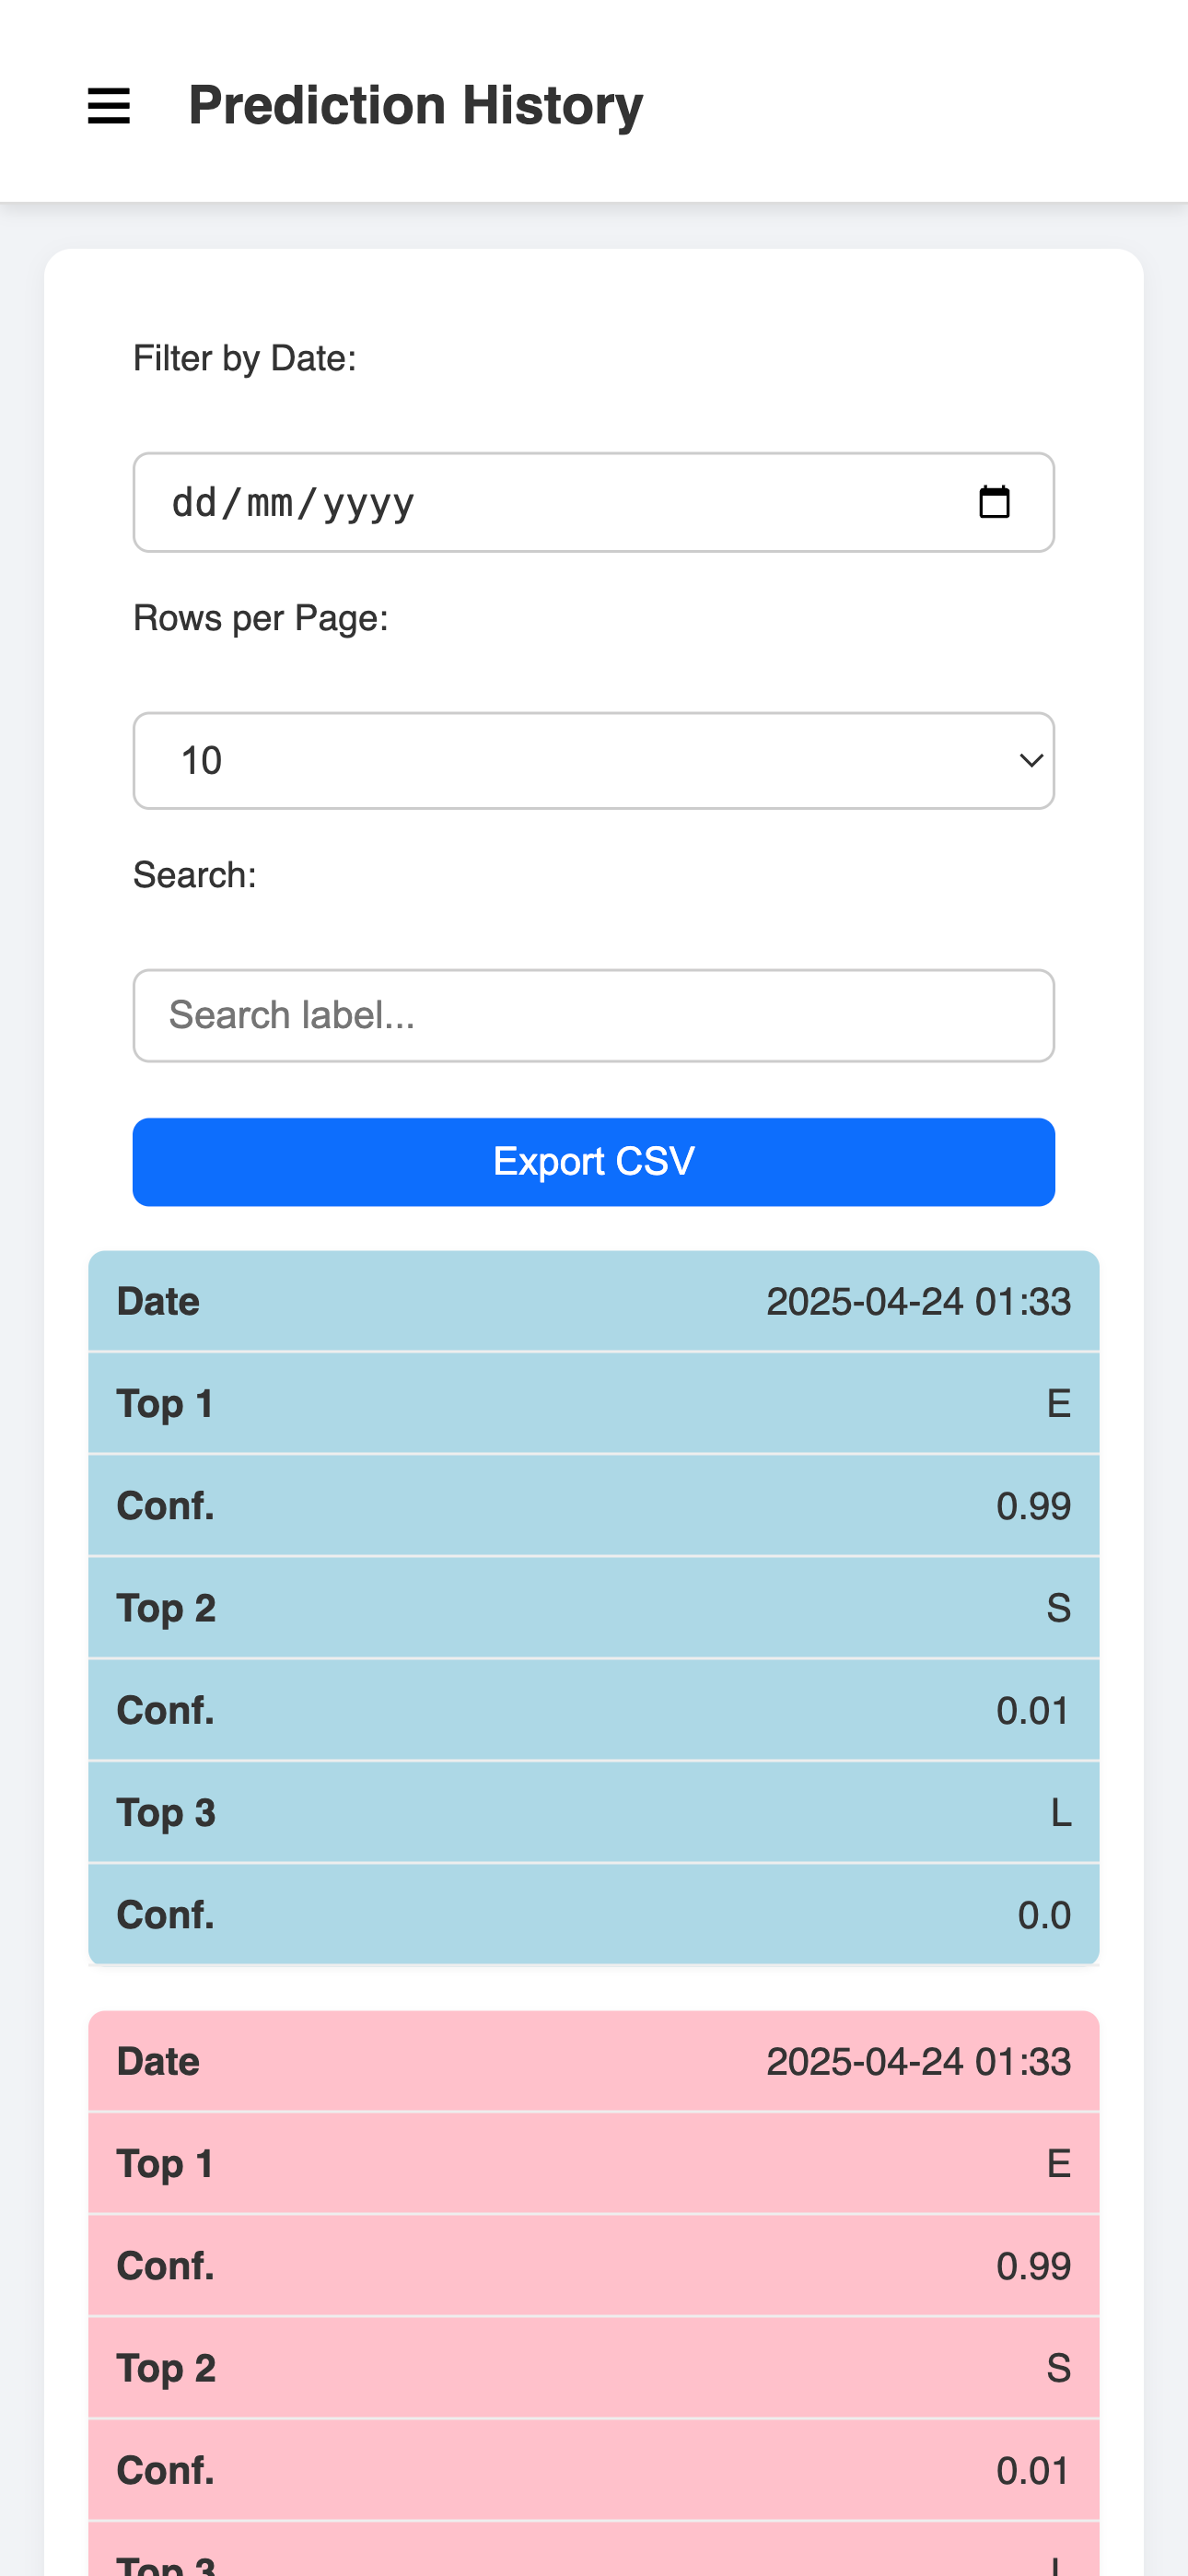 Prediction History
Filter by Date:
dd/mm/yyyy
Rows per Page:
10
Search:
Search label...
Export CSV
Date 2025-04-24 01:33
Top 1 E
Conf. 0.99
Top 2 S
Conf. 0.01
Top 3 L
Conf. 0.0
Date 2025-04-24 01:33
Top 1 E
Conf. 0.99
Top 2 S
Conf. 0.01
Top 3 L